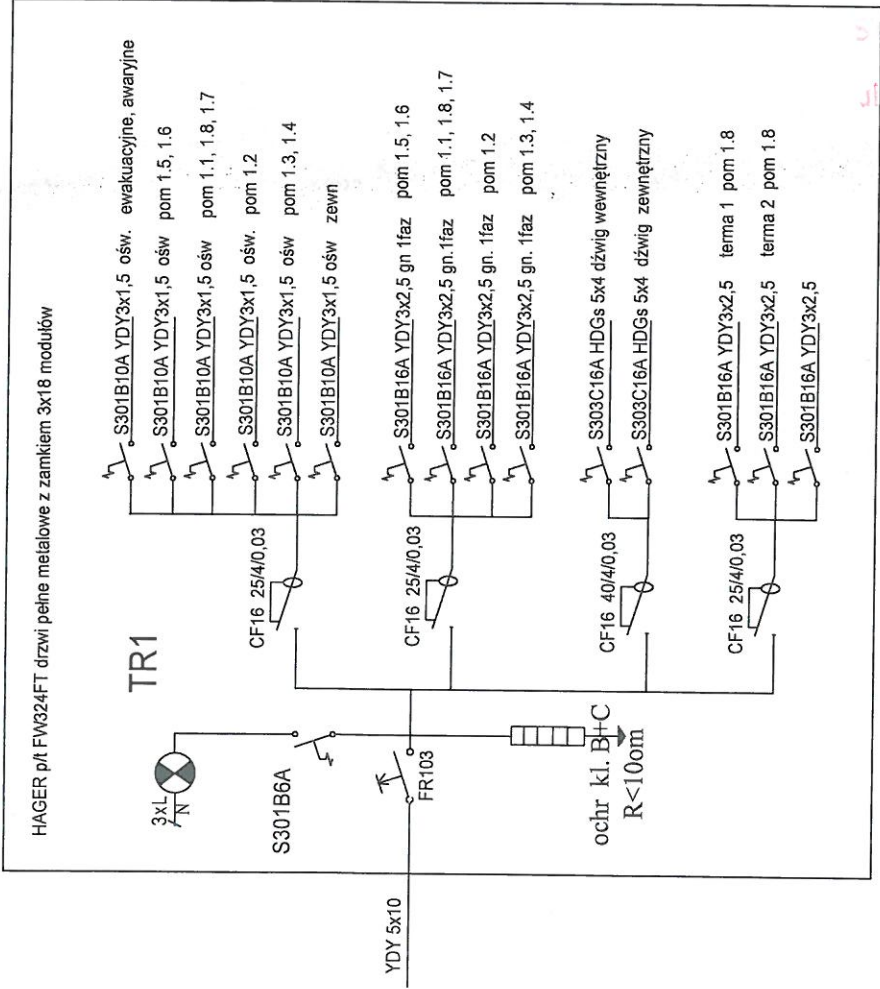 HAGER p/t FW324FT drzwi pełne metalowe z zamkiem 3x18 modułów
TR1
3xL
N
S301B6A
FR103
YDY 5x10
ochr kl. B+C
R<10om
CF16 25/4/0,03
S301B10A YDY3x1,5 ośw. ewakuacyjne, awaryjne
S301B10A YDY3x1,5 ośw pom 1.5, 1.6
S301B10A YDY3x1,5 ośw pom 1.1, 1.8, 1.7
S301B10A YDY3x1,5 ośw. pom 1.2
S301B10A YDY3x1,5 ośw pom 1.3, 1.4
S301B10A YDY3x1,5 ośw zewn
CF16 25/4/0,03
S301B16A YDY3x2,5 gn 1faz pom 1.5, 1.6
S301B16A YDY3x2,5 gn.1faz pom 1.1, 1.8, 1.7
S301B16A YDY3x2,5 gn. 1faz pom 1.2
S301B16A YDY3x2,5 gn. 1faz pom 1.3, 1.4
CF16 40/4/0,03
S303C16A HDGs 5x4 dźwig wewnętrzny
S303C16A HDGs 5x4 dźwig zewnętrzny
CF16 25/4/0,03
S301B16A YDY3x2,5 terma 1 pom 1.8
S301B16A YDY3x2,5 terma 2 pom 1.8
S301B16A YDY3x2,5